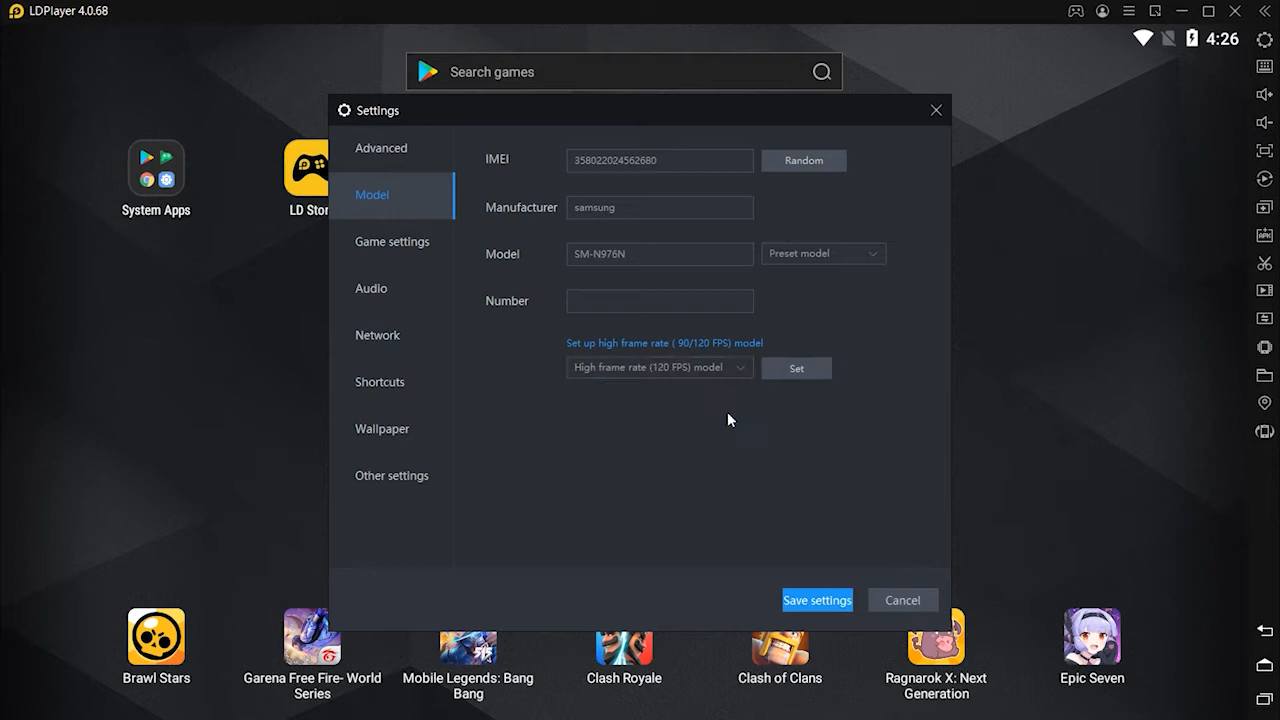 LDPlayer 4.0.68
4:26
Search games
Settings
Advanced
Model
Game settings
Audio
Network
Shortcuts
Wallpaper
Other settings
IMEI
358022024562680
Random
Manufacturer
samsung
Model
SM-N976N
Preset model
Number
Set up high frame rate ( 90/120 FPS) model
High frame rate (120 FPS) model
Set
Save settings
Cancel
System Apps
LD Stor
APK
Brawl Stars
Garena Free Fire- World
Series
Mobile Legends: Bang
Bang
Clash Royale
Clash of Clans
Ragnarok X: Next
Generation
Epic Seven